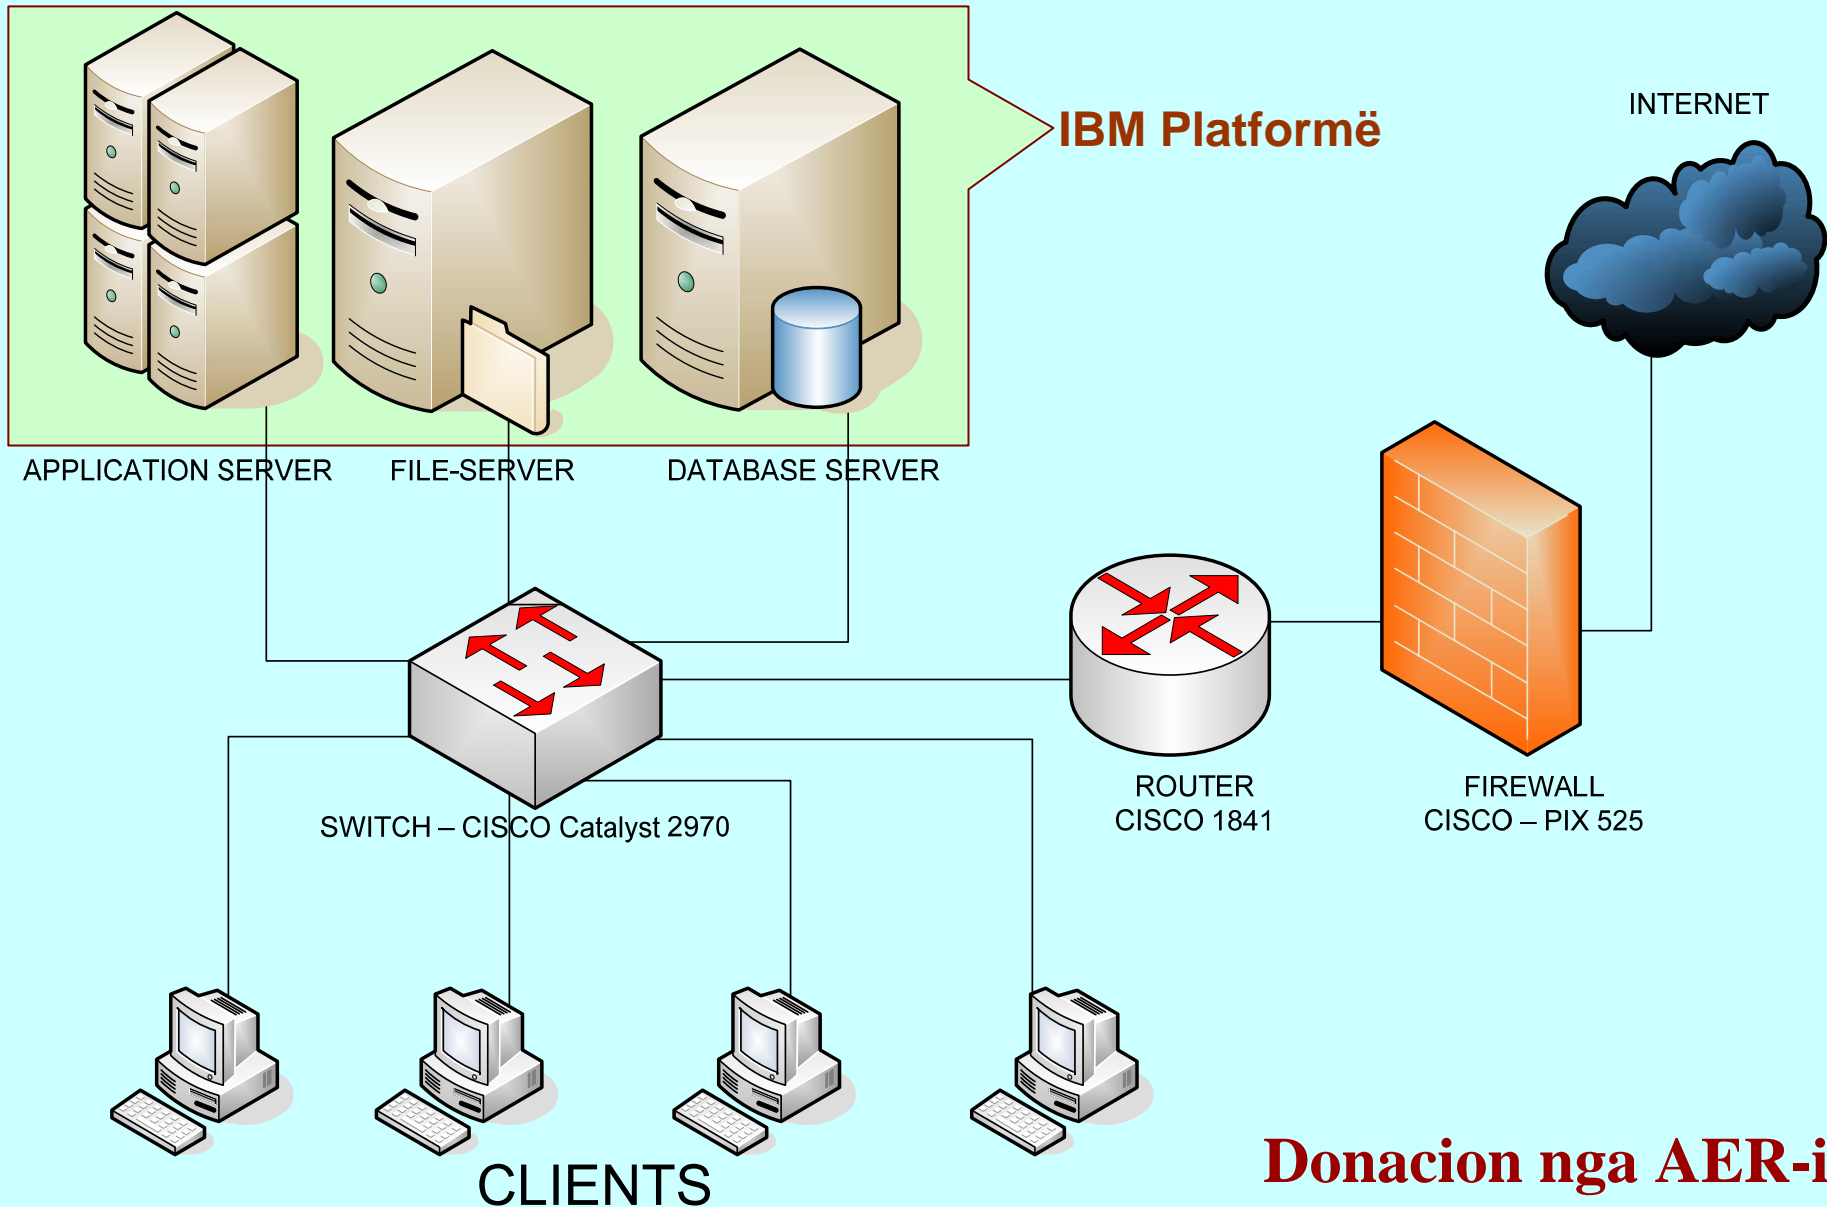 IBM Platformë
INTERNET
APPLICATION SERVER
FILE-SERVER
DATABASE SERVER
SWITCH – CISCO Catalyst 2970
ROUTER
CISCO 1841
FIREWALL
CISCO – PIX 525
CLIENTS
Donacion nga AER-i